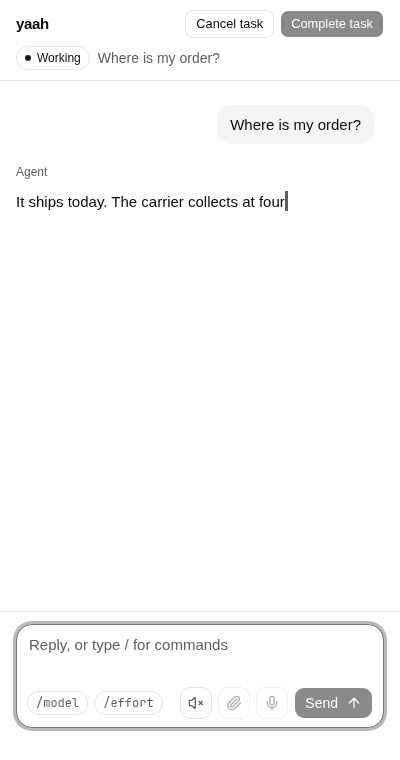 yaah
Cancel task
Complete task
Working
Where is my order?
Where is my order?
Agent
It ships today. The carrier collects at four
Reply, or type / for commands
/model
/effort
Send